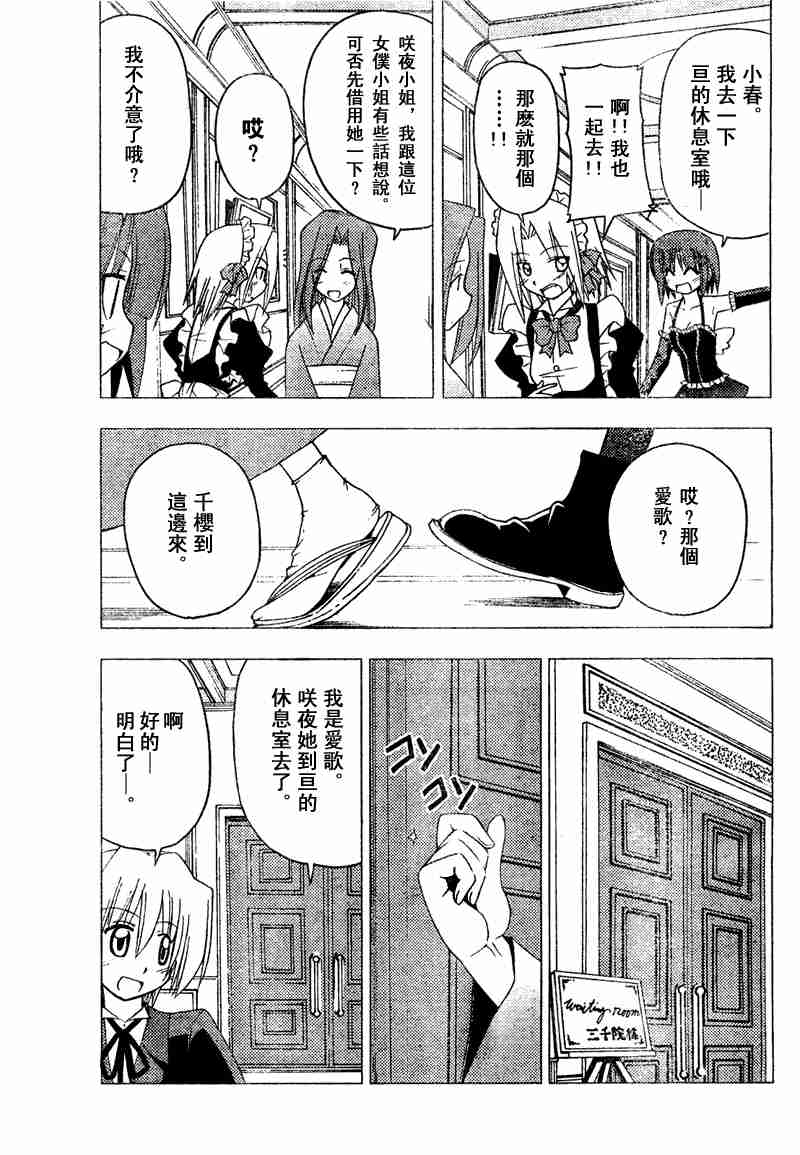 小春。
我去一下
亘的休息室哦—
啊!!我也
一起去!!
那麽就那個
……!!
咲夜小姐,我跟這位
女僕小姐有些話想說。
可否先借用她一下?
哎?
我不介意了哦?
哎?那個
愛歌?
千櫻到
這邊來。
waiting room
三千院様
コン
コン
我是愛歌。
咲夜她到亘的
休息室去了。
啊
好的—
明白了—。